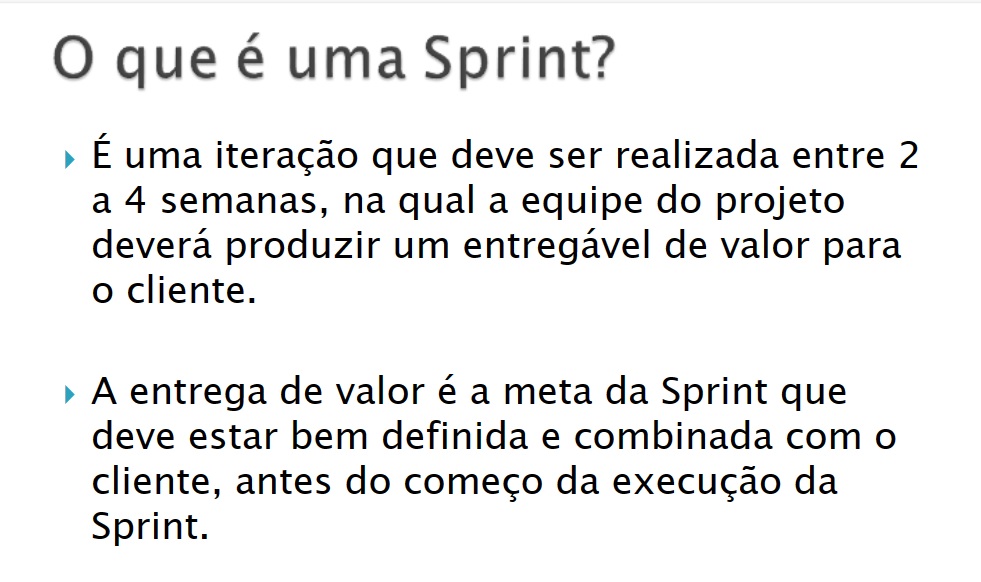 O que é uma Sprint?
É uma iteração que deve ser realizada entre 2
a 4 semanas, na qual a equipe do projeto
deverá produzir um entregável de valor para
o cliente.
A entrega de valor é a meta da Sprint que
deve estar bem definida e combinada com o
cliente, antes do começo da execução da
Sprint.